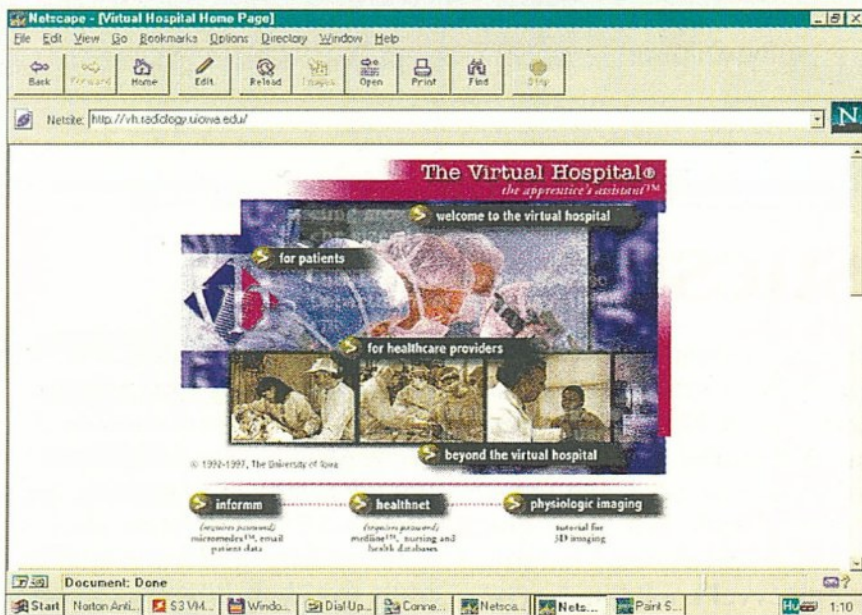 Netscape - [Virtual Hospital Home Page]
File Edit View Go Bookmarks Options Directory Window Help
Back Forward Home Edit Reload Images Open Print Find Stop
Netsite: http://vh.radiology.uiowa.edu/
N
The Virtual Hospital®
the apprentice's assistant™
welcome to the virtual hospital
for patients
for healthcare providers
beyond the virtual hospital
© 1992-1997, The University of Iowa
informm healthnet physiologic imaging
(requires password) (requires password) tutorial for
micromedex™, email medline™, nursing and 3D imaging
patient data health databases
Document: Done
Start Norton Anti... S3 VM... Windo... Dial-Up... Conne... Netsca... Nets... Paint S... HU 1:10